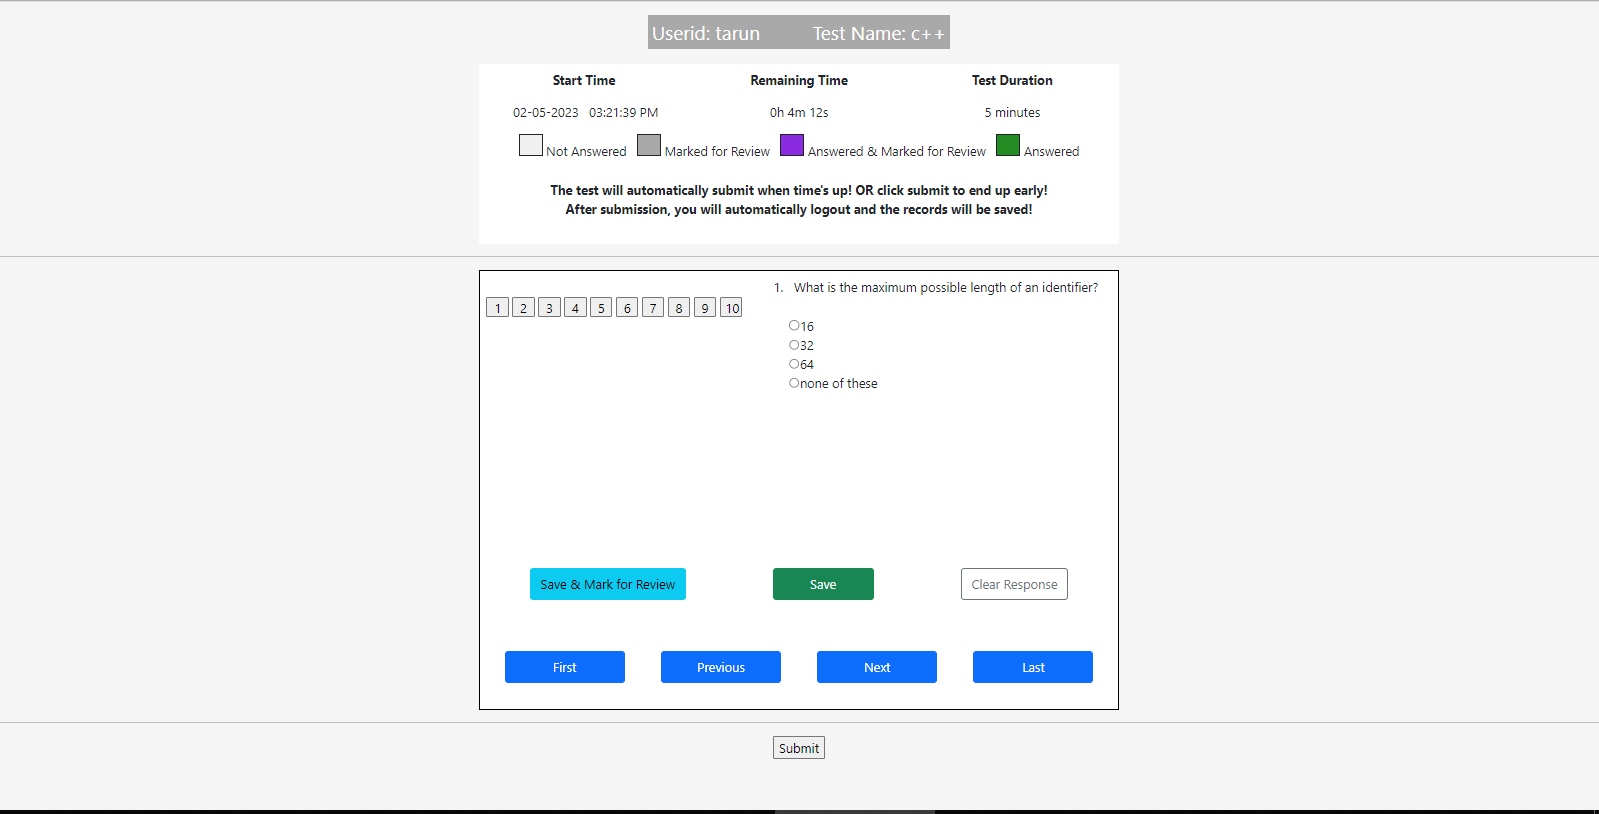 Userid: tarun Test Name: c++
Start Time Remaining Time Test Duration
02-05-2023 03:21:39 PM 0h 4m 12s 5 minutes
Not Answered Marked for Review Answered & Marked for Review Answered
The test will automatically submit when time's up! OR click submit to end up early!
After submission, you will automatically logout and the records will be saved!
1 2 3 4 5 6 7 8 9 10
1. What is the maximum possible length of an identifier?
16
32
64
none of these
Save & Mark for Review Save Clear Response
First Previous Next Last
Submit